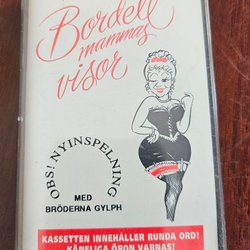 Bordell
mammas
visor
OBS! NYINSPELNING
MED
BRÖDERNA GYLPH
KASSETTEN INNEHÅLLER RUNDA ORD!
KÄNSLIGA ÖRON VARNAS!